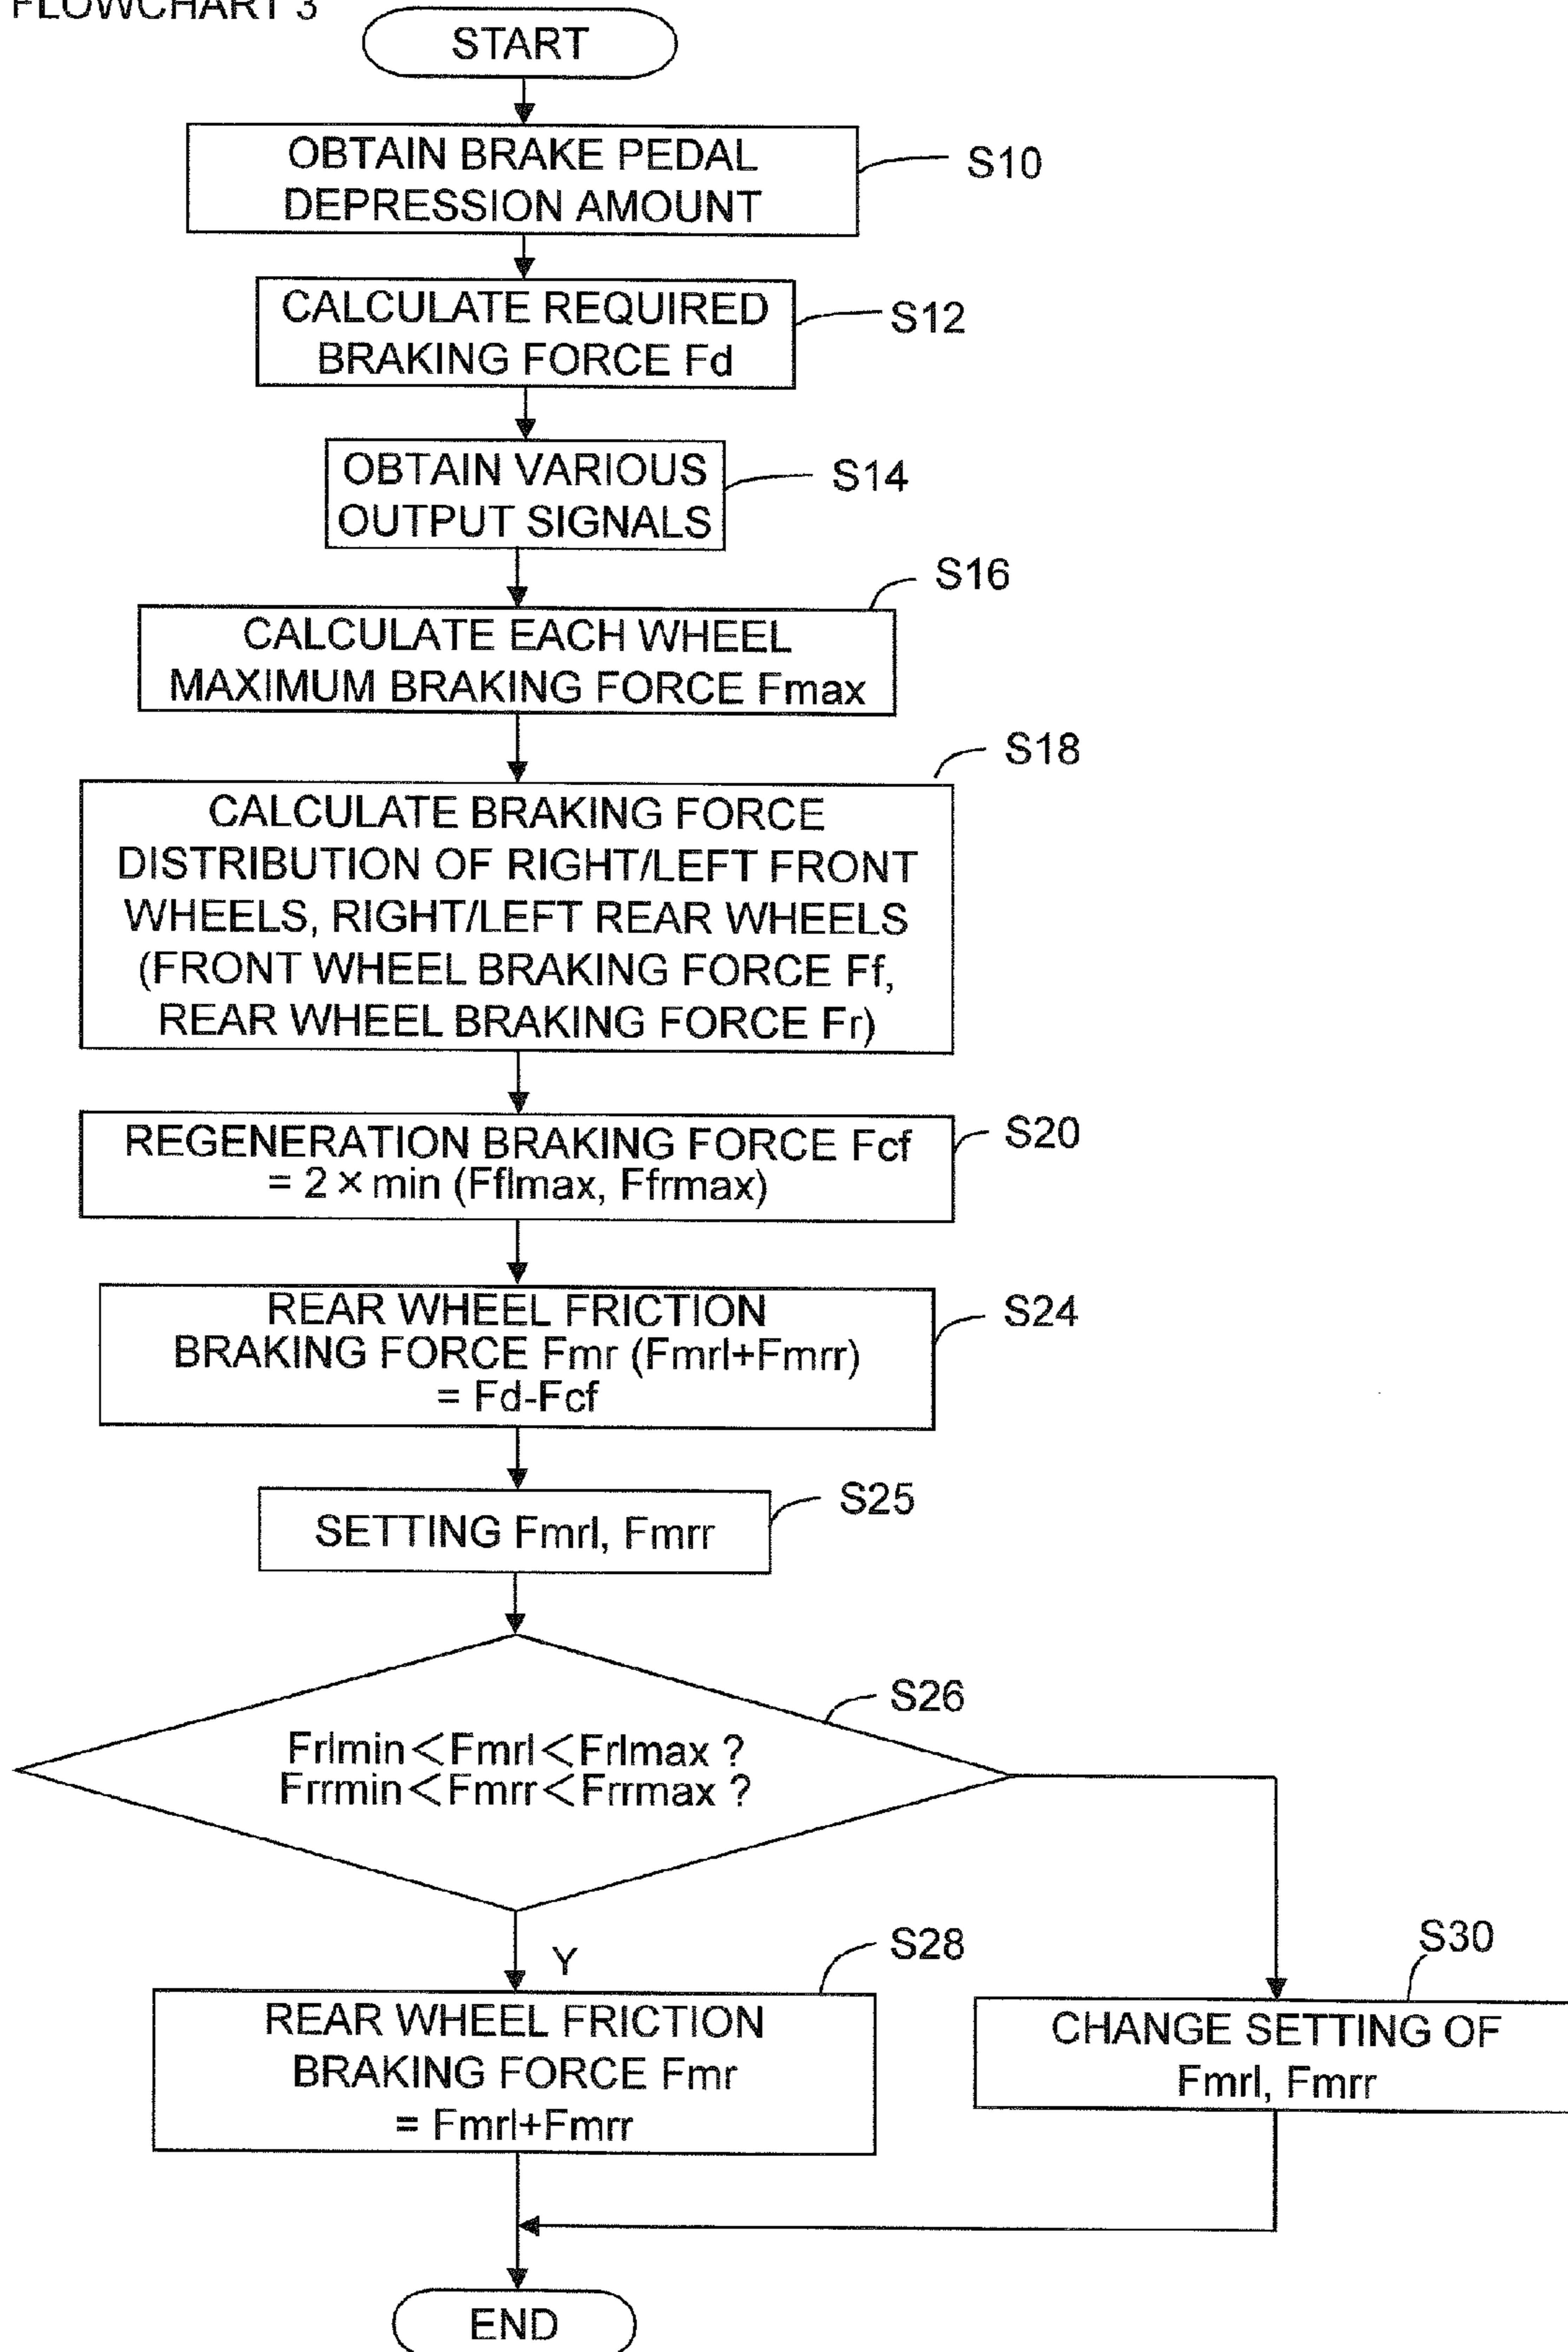 FLOWCHART 3
START
OBTAIN BRAKE PEDAL
DEPRESSION AMOUNT
S10
CALCULATE REQUIRED
BRAKING FORCE Fd
S12
OBTAIN VARIOUS
OUTPUT SIGNALS
S14
S16
CALCULATE EACH WHEEL
MAXIMUM BRAKING FORCE Fmax
S18
CALCULATE BRAKING FORCE
DISTRIBUTION OF RIGHT/LEFT FRONT
WHEELS, RIGHT/LEFT REAR WHEELS
(FRONT WHEEL BRAKING FORCE Ff,
REAR WHEEL BRAKING FORCE Fr)
REGENERATION BRAKING FORCE Fcf
= 2 × min (Fflmax, Ffrmax)
S20
REAR WHEEL FRICTION
BRAKING FORCE Fmr (Fmrl+Fmrr)
= Fd-Fcf
S24
SETTING Fmrl, Fmrr
S25
S26
Frlmin<Fmrl<Frlmax ?
Frrmin<Fmrr<Frrmax ?
Y
S28
REAR WHEEL FRICTION
BRAKING FORCE Fmr
= Fmrl+Fmrr
S30
CHANGE SETTING OF
Fmrl, Fmrr
END